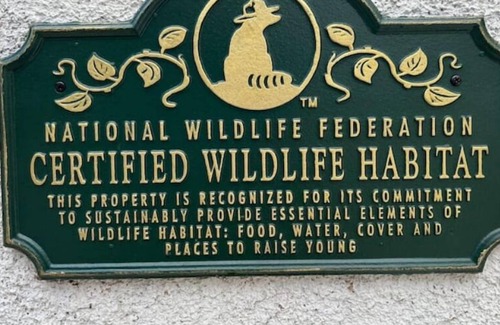 TM
NATIONAL WILDLIFE FEDERATION
CERTIFIED WILDLIFE HABITAT
THIS PROPERTY IS RECOGNIZED FOR ITS COMMITMENT
TO SUSTAINABLY PROVIDE ESSENTIAL ELEMENTS OF
WILDLIFE HABITAT: FOOD, WATER, COVER AND
PLACES TO RAISE YOUNG